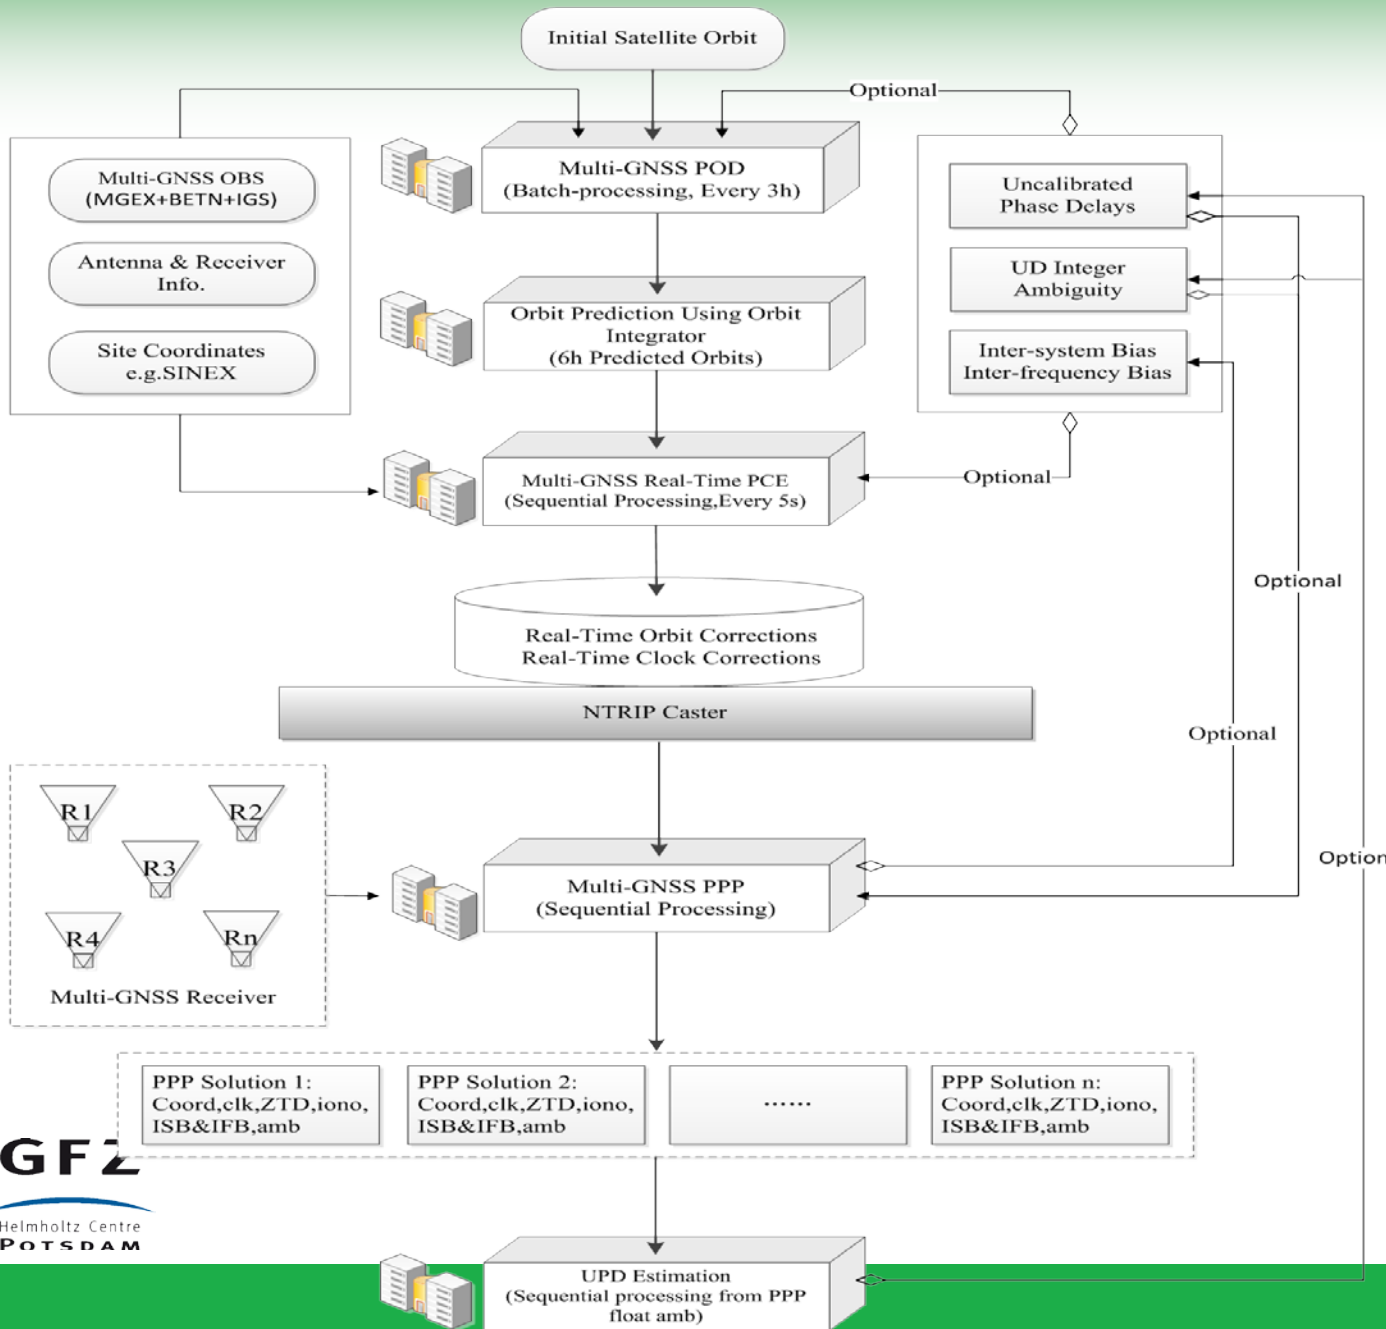 Initial Satellite Orbit
Optional
Multi-GNSS POD
(Batch-processing, Every 3h)
Multi-GNSS OBS
(MGEX+BETN+IGS)
Antenna & Receiver
Info.
Site Coordinates
e.g.SINEX
Uncalibrated
Phase Delays
UD Integer
Ambiguity
Inter-system Bias
Inter-frequency Bias
Orbit Prediction Using Orbit
Integrator
(6h Predicted Orbits)
Multi-GNSS Real-Time PCE
(Sequential Processing,Every 5s)
Optional
Optional
Real-Time Orbit Corrections
Real-Time Clock Corrections
NTRIP Caster
Optional
R1
R2
R3
R4
Rn
Multi-GNSS Receiver
Multi-GNSS PPP
(Sequential Processing)
Option
PPP Solution 1:
Coord,clk,ZTD,iono,
ISB&IFB,amb
PPP Solution 2:
Coord,clk,ZTD,iono,
ISB&IFB,amb
......
PPP Solution n:
Coord,clk,ZTD,iono,
ISB&IFB,amb
GFZ
Helmholtz Centre
POTSDAM
UPD Estimation
(Sequential processing from PPP
float amb)